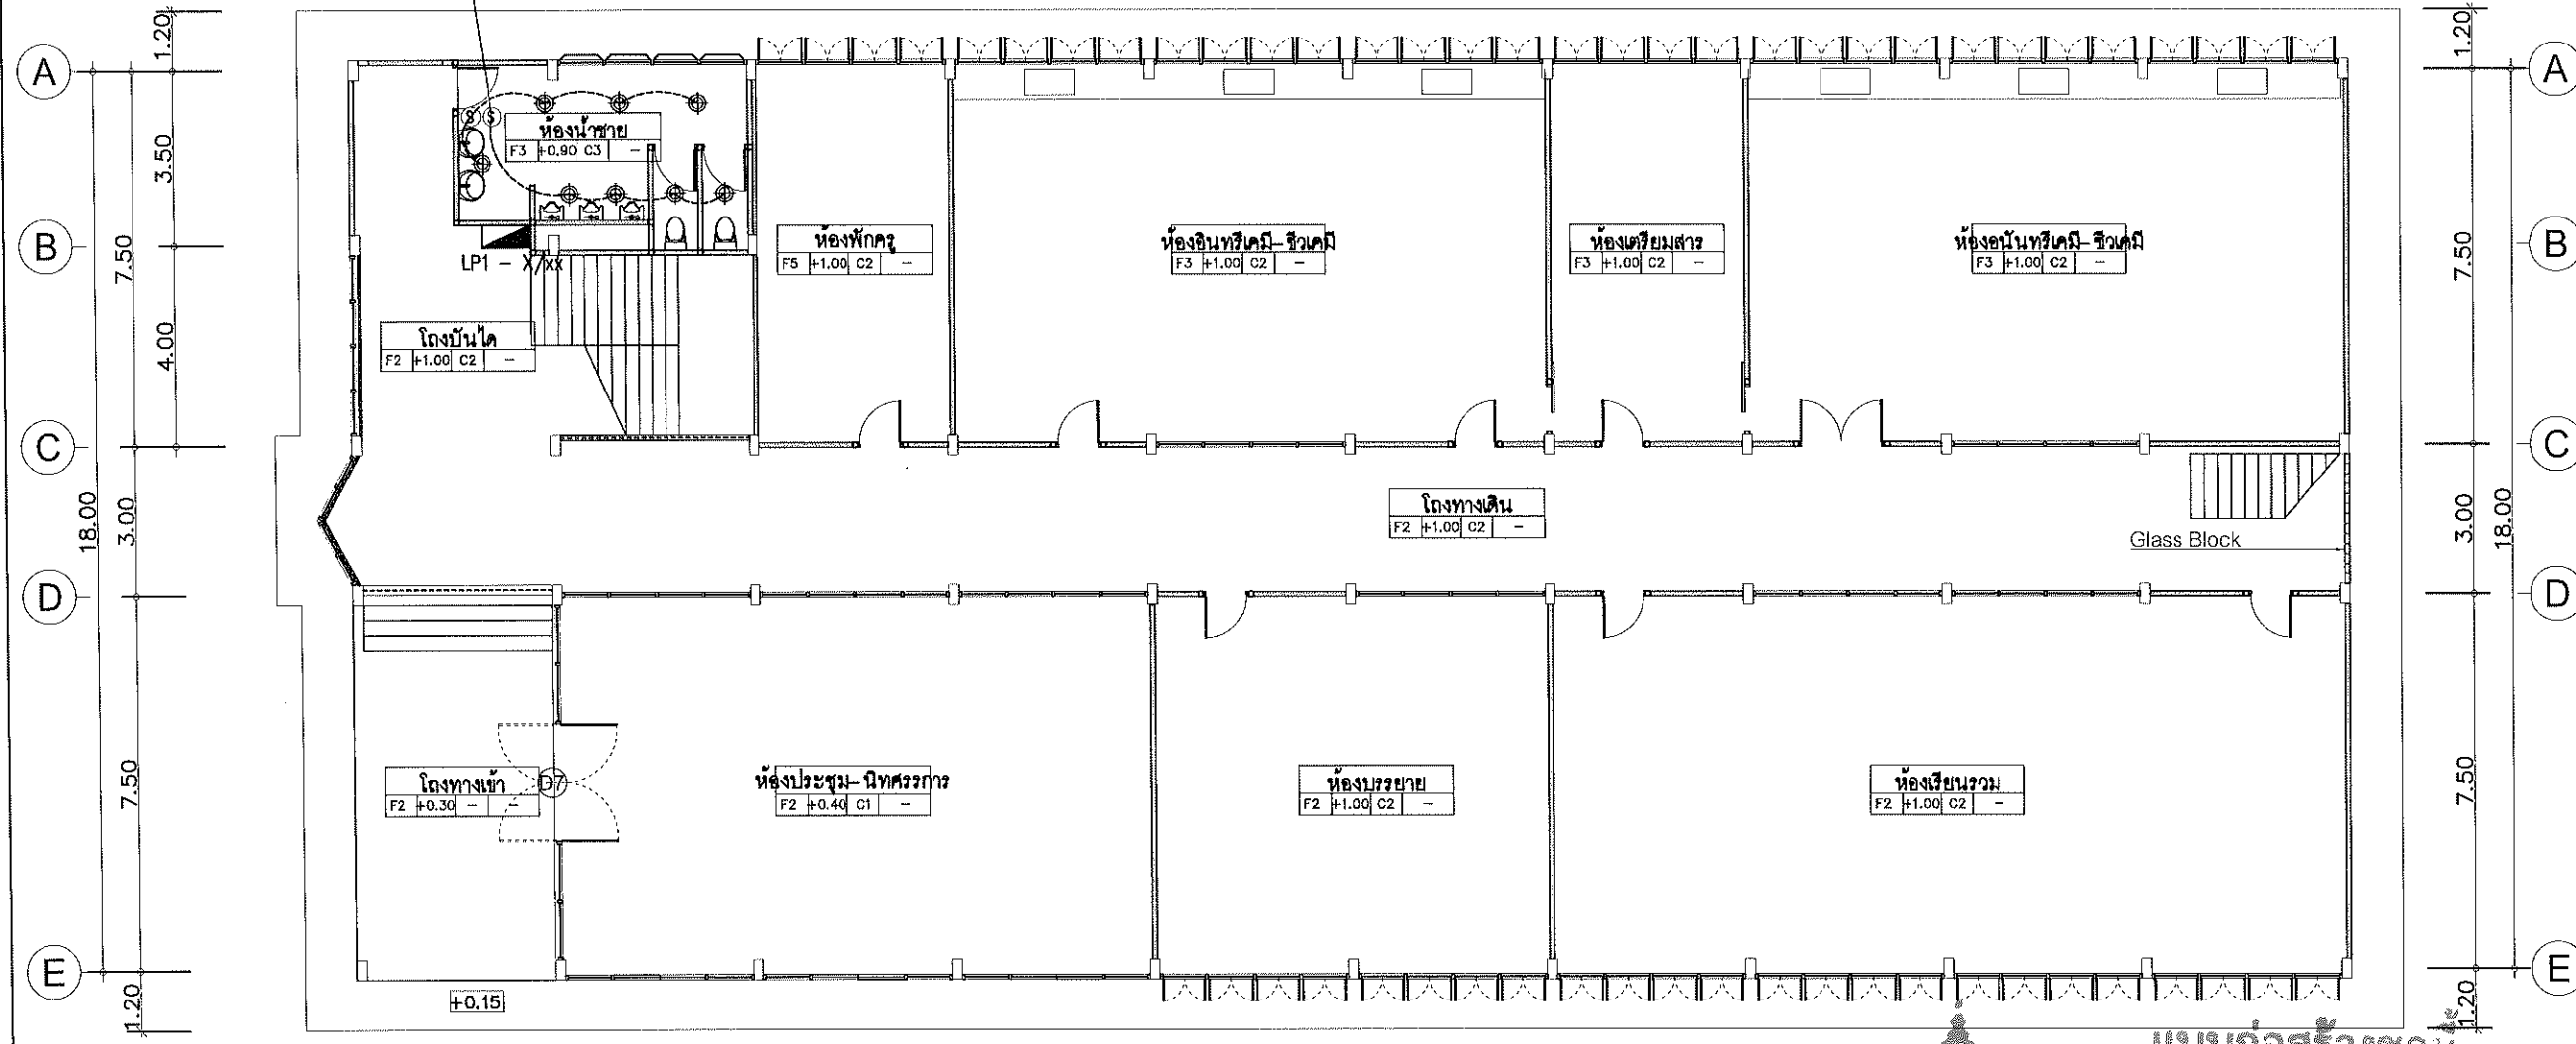 1.20
1.20
A
A
3.50
S S
ห้องน้ำชาย
F3 +0.90 C3 -
7.50
B
B
7.50
LP1 - X/xx
ห้องพักครู
F5 +1.00 C2 -
ห้องอินทรีเคมี-ชีวเคมี
F3 +1.00 C2 -
ห้องเตรียมสาร
F3 +1.00 C2 -
ห้องอนันทรีเคมี-ชีวเคมี
F3 +1.00 C2 -
4.00
โถงบันได
F2 +1.00 C2 -
C
C
18.00
3.00
โถงทางเดิน
F2 +1.00 C2 -
Glass Block
3.00
18.00
D
D
7.50
โถงทางเข้า
F2 +0.30 - -
D7
ห้องประชุม-นิทศรรการ
F2 +0.40 C1 -
ห้องบรรยาย
F2 +1.00 C2 -
ห้องเรียนรวม
F2 +1.00 C2 -
7.50
E
E
+0.15
1.20
1.20